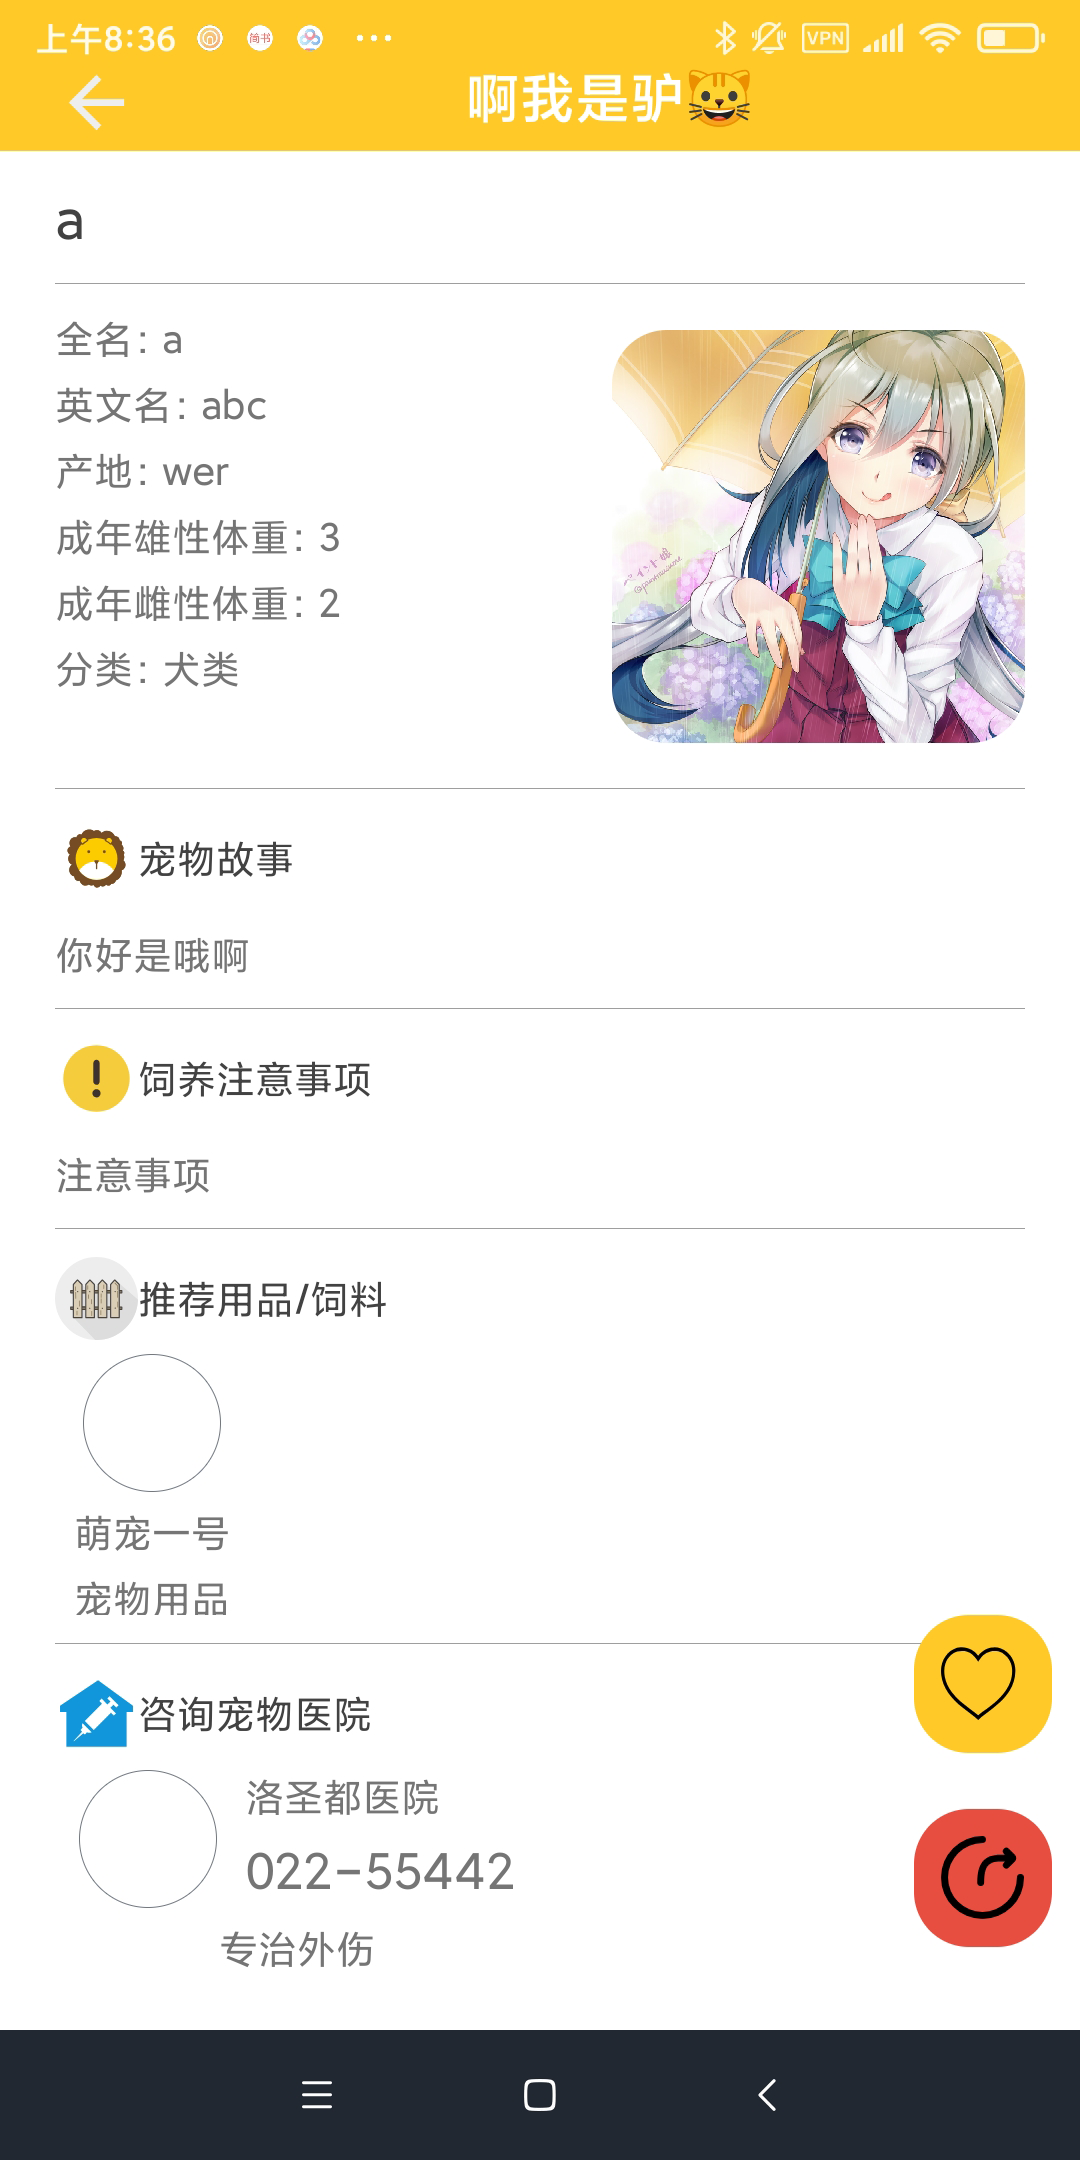 上午8:36
简书
VPN
啊我是驴
a
全名: a
英文名: abc
产地: wer
成年雄性体重: 3
成年雌性体重: 2
分类: 犬类
宠物故事
你好是哦啊
饲养注意事项
注意事项
推荐用品/饲料
萌宠一号
宠物用品
咨询宠物医院
洛圣都医院
022-55442
专治外伤